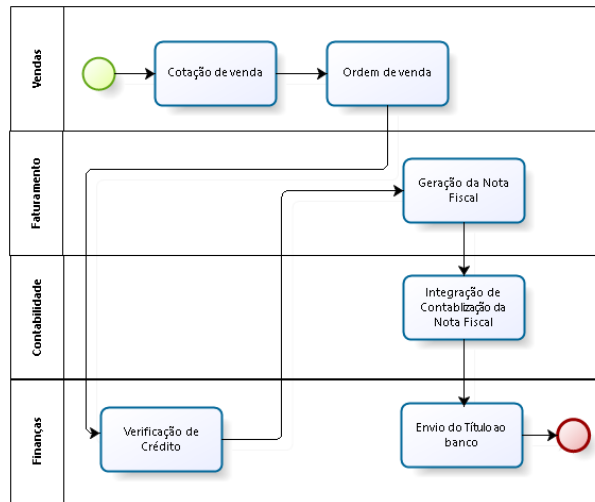 Vendas
Cotação de venda
Ordem de venda
Faturamento
Geração da Nota
Fiscal
Contabilidade
Integração de
Contablização da
Nota Fiscal
Finanças
Verificação de
Crédito
Envio do Título ao
banco